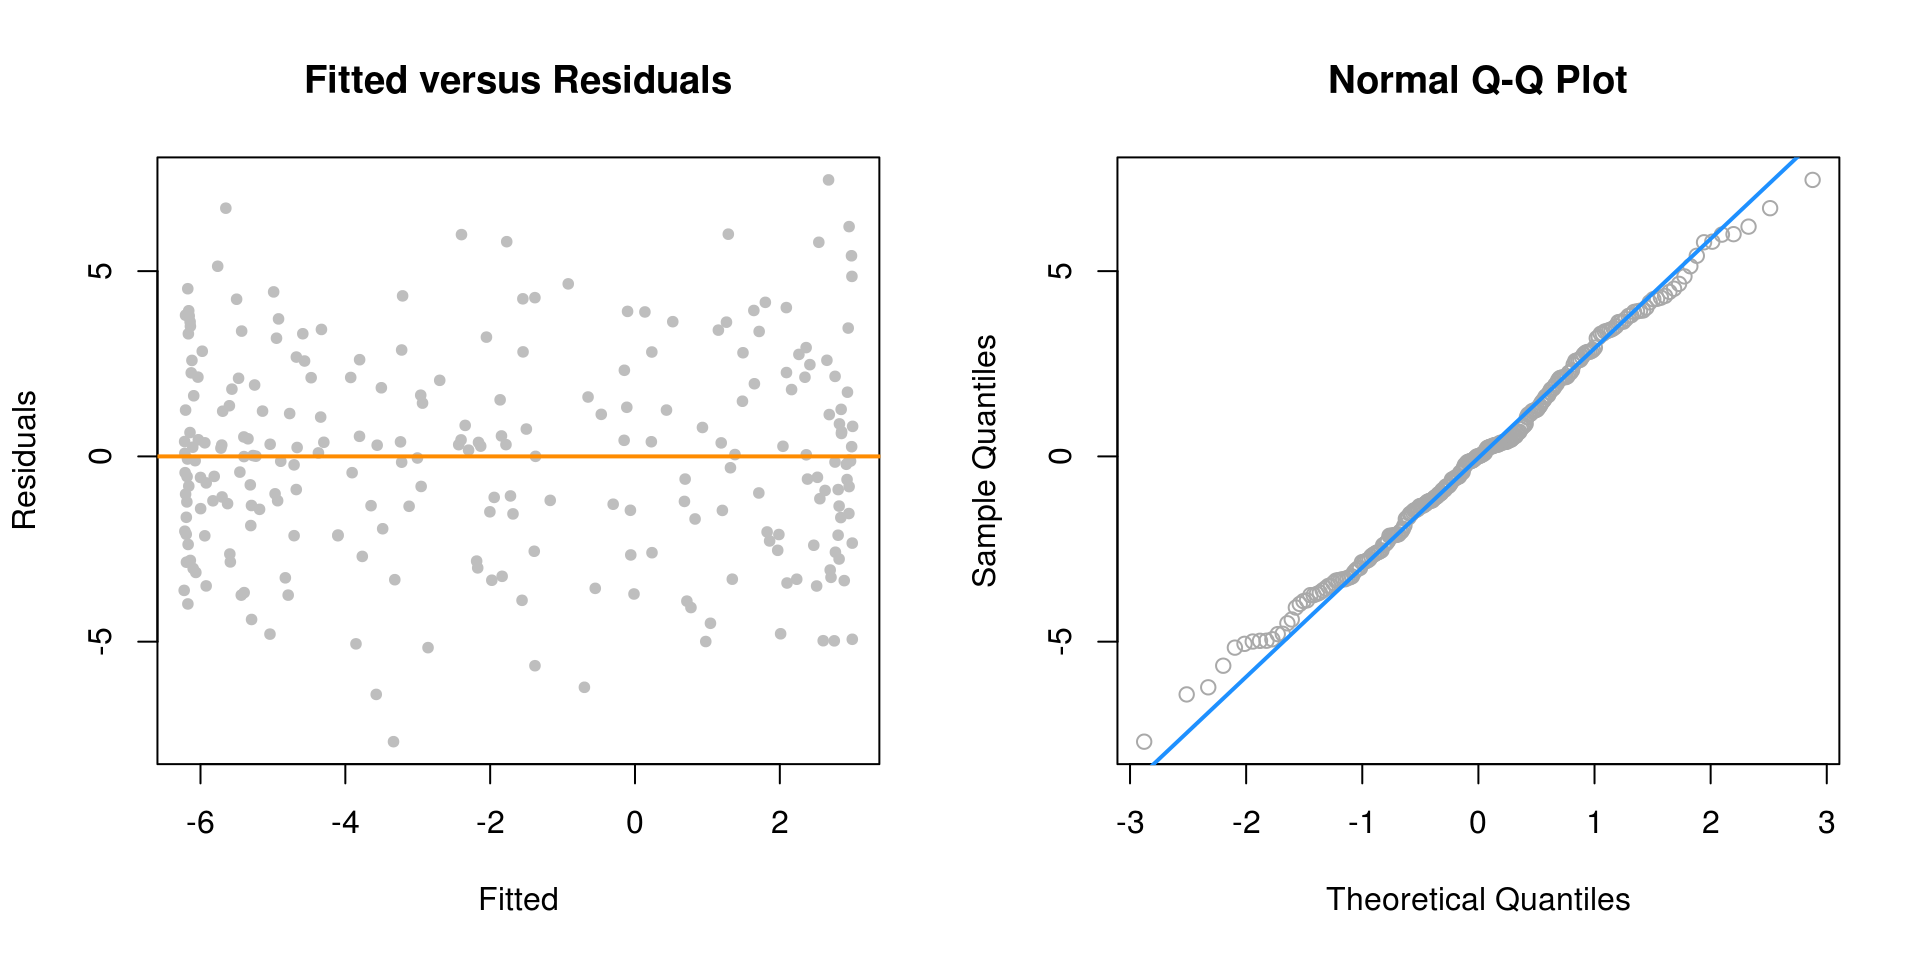 Fitted versus Residuals
Residuals
5
0
-5
-6 -4 -2 0 2
Fitted
Normal Q-Q Plot
Sample Quantiles
5
0
-5
-3 -2 -1 0 1 2 3
Theoretical Quantiles